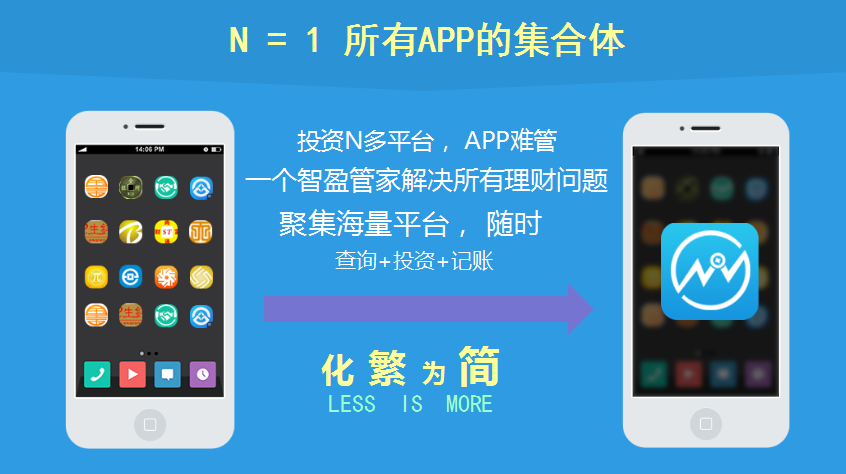 N = 1 所有APP的集合体
投资N多平台，APP难管
一个智盈管家解决所有理财问题
聚集海量平台，随时
查询+投资+记账
化繁为简
LESS IS MORE
14:06 PM
ST